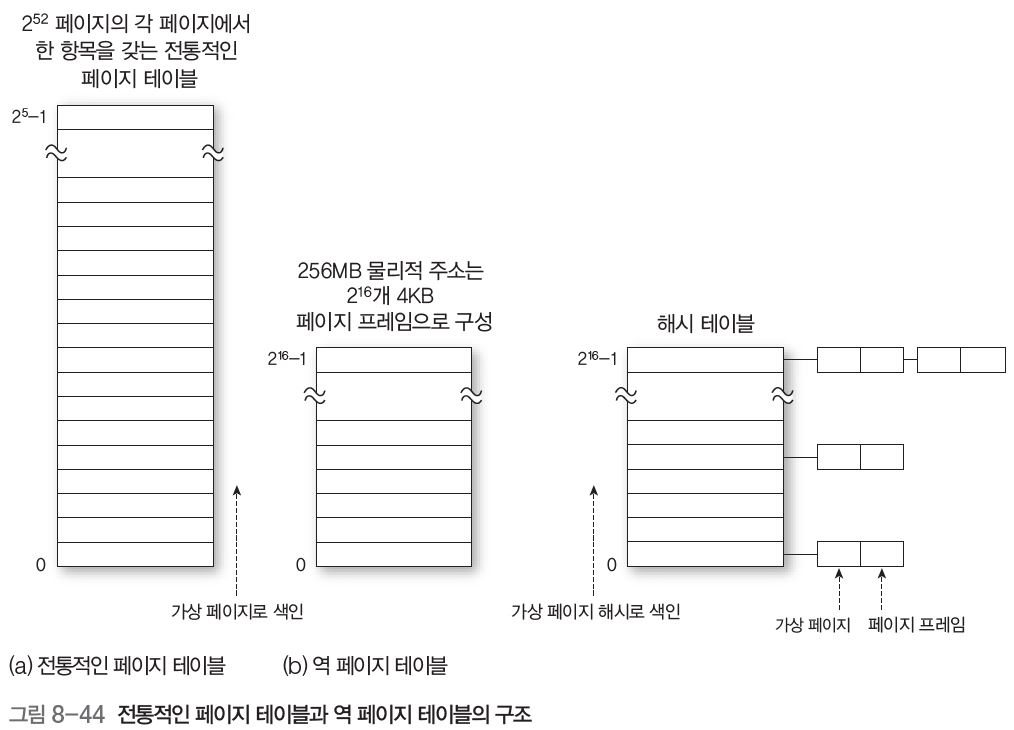 2⁵² 페이지의 각 페이지에서
한 항목을 갖는 전통적인
페이지 테이블
2⁵–1
0
가상 페이지로 색인
256MB 물리적 주소는
2¹⁶개 4KB
페이지 프레임으로 구성
2¹⁶–1
0
해시 테이블
2¹⁶–1
0
가상 페이지 해시로 색인
가상 페이지
페이지 프레임
(a) 전통적인 페이지 테이블
(b) 역 페이지 테이블
그림 8–44 전통적인 페이지 테이블과 역 페이지 테이블의 구조